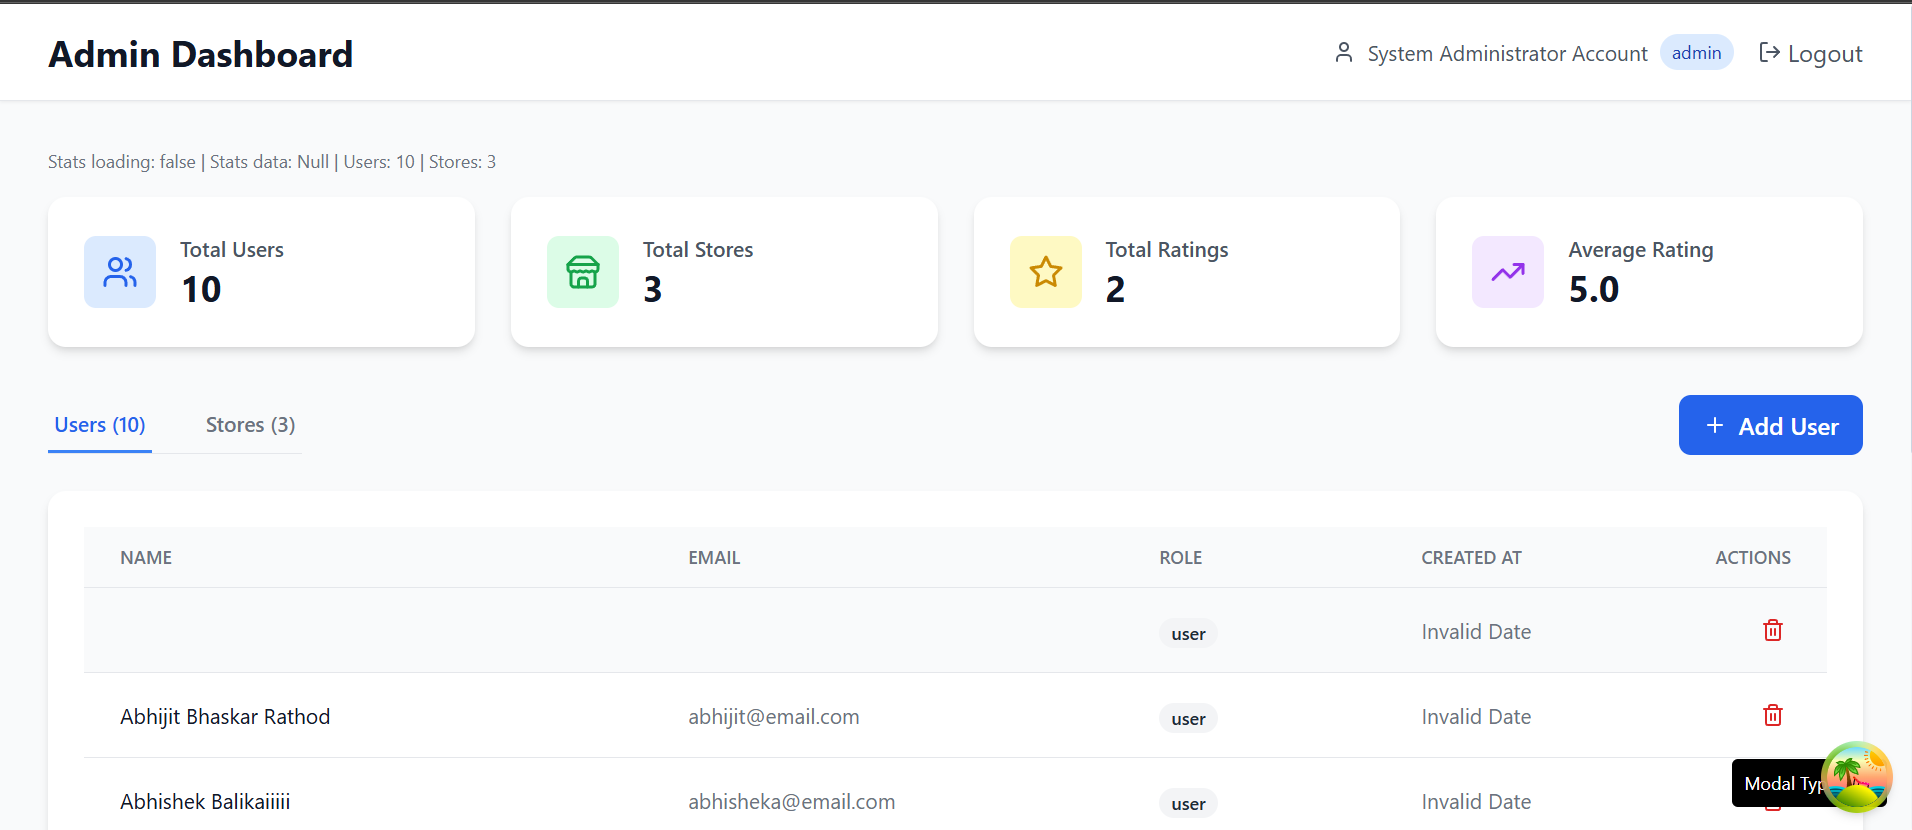 Admin Dashboard
System Administrator Account admin Logout
Stats loading: false | Stats data: Null | Users: 10 | Stores: 3
Total Users
10
Total Stores
3
Total Ratings
2
Average Rating
5.0
Users (10) Stores (3)
+ Add User
NAME EMAIL ROLE CREATED AT ACTIONS
user Invalid Date
Abhijit Bhaskar Rathod abhijit@email.com user Invalid Date
Abhishek Balikaiiiii abhisheka@email.com user Invalid Date
Modal